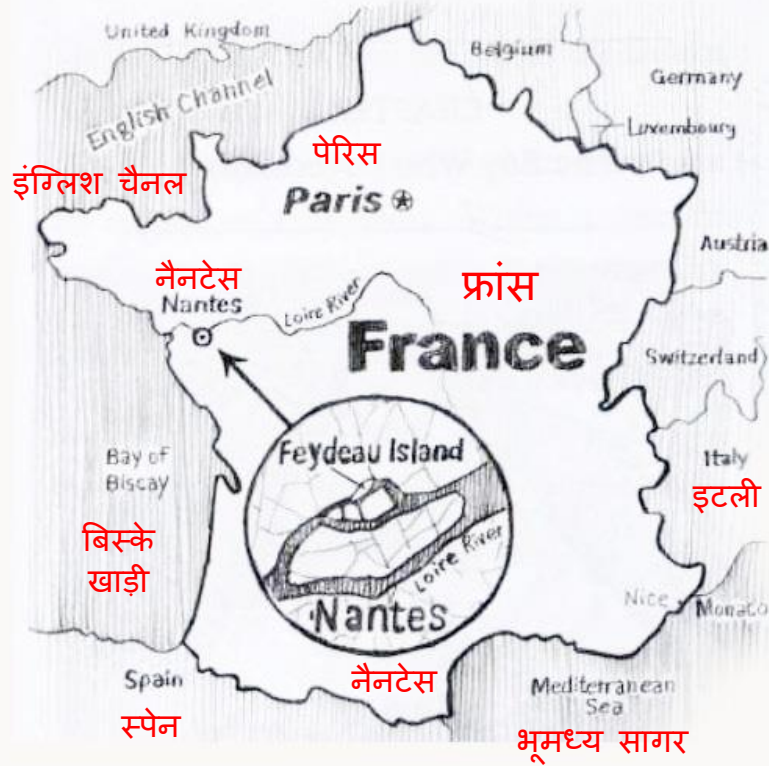 United Kingdom
Belgium
Germany
English Channel
Luxembourg
पेरिस
इंग्लिश चैनल
Paris
Austria
नैनटेस
Nantes
Loire River
फ्रांस
France
Switzerland
Feydeau Island
Bay of
Biscay
Italy
इटली
बिस्के
खाड़ी
Loire River
Nantes
Nice
Monaco
Spain
स्पेन
नैनटेस
Mediterranean
Sea
भूमध्य सागर